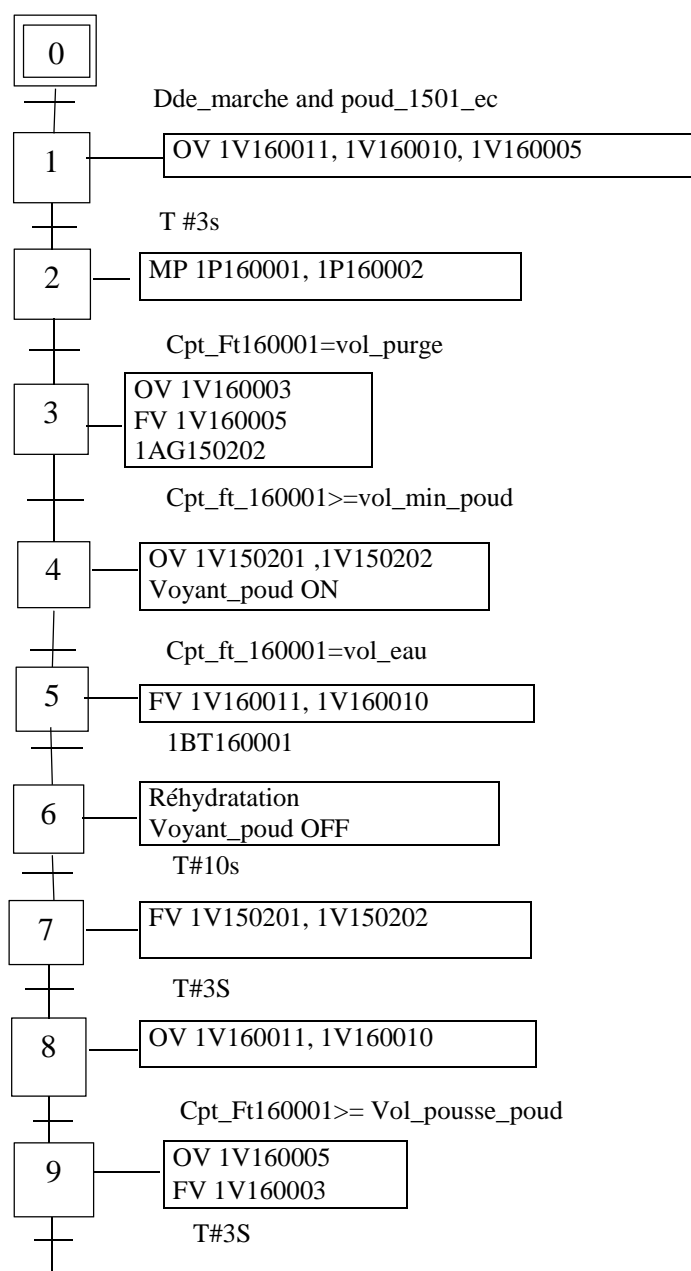 0
Dde_marche and poud_1501_ec
1
OV 1V160011, 1V160010, 1V160005
T #3s
2
MP 1P160001, 1P160002
Cpt_Ft160001=vol_purge
3
OV 1V160003
FV 1V160005
1AG150202
Cpt_ft_160001>=vol_min_poud
4
OV 1V150201 ,1V150202
Voyant_poud ON
Cpt_ft_160001=vol_eau
5
FV 1V160011, 1V160010
1BT160001
6
Réhydratation
Voyant_poud OFF
T#10s
7
FV 1V150201, 1V150202
T#3S
8
OV 1V160011, 1V160010
Cpt_Ft160001>= Vol_pousse_poud
9
OV 1V160005
FV 1V160003
T#3S